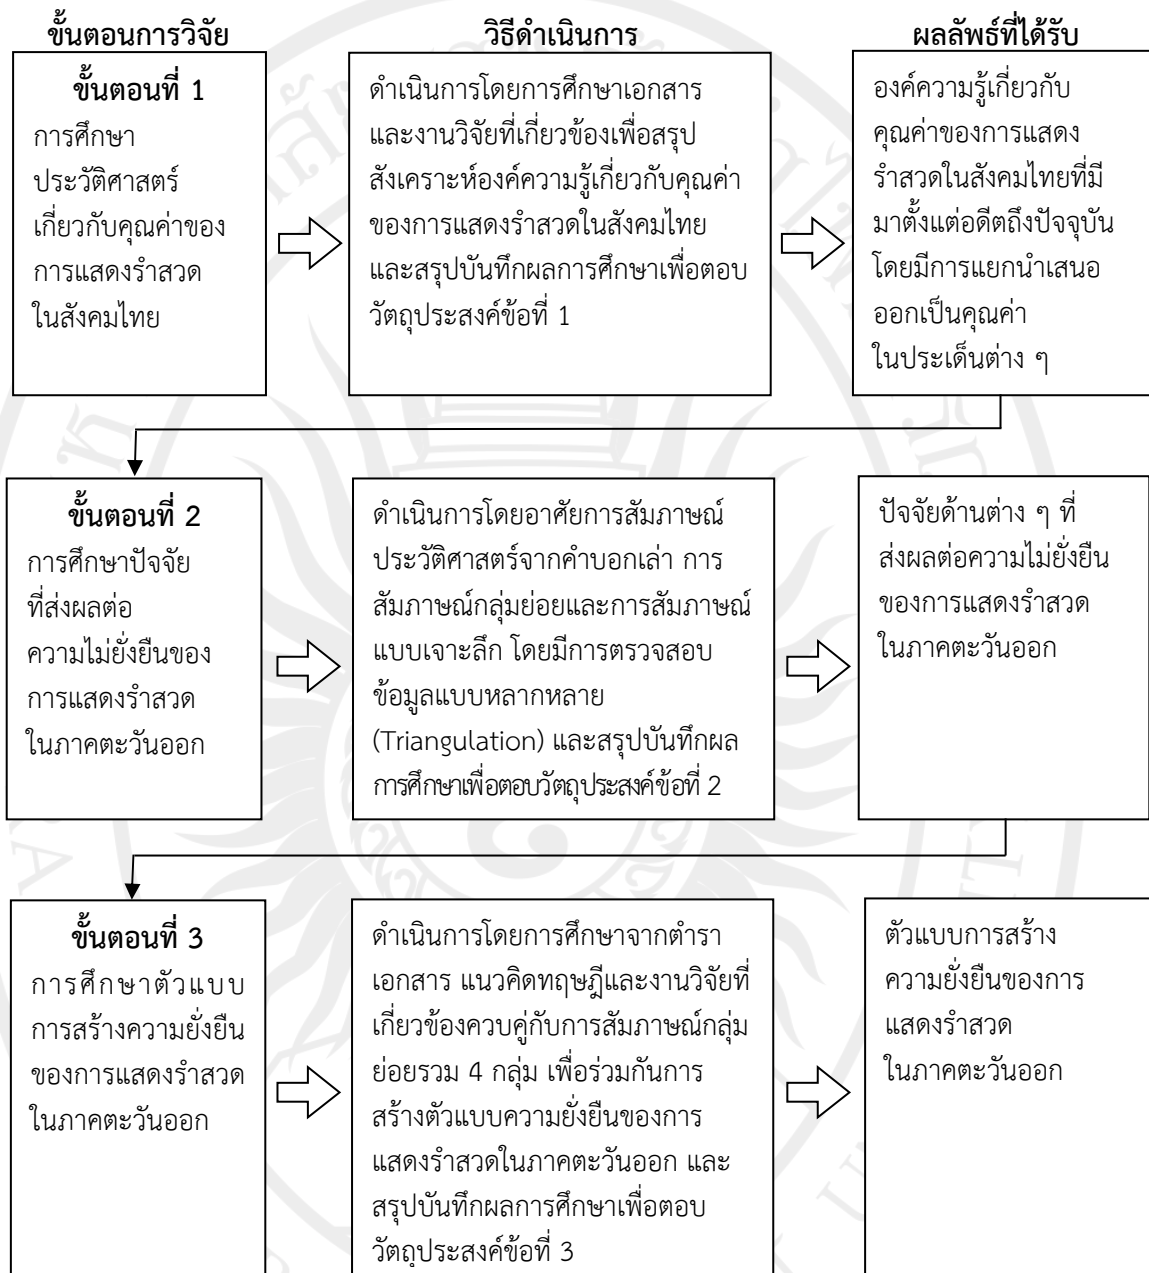 ขั้นตอนการวิจัย
วิธีดำเนินการ
ผลลัพธ์ที่ได้รับ
ขั้นตอนที่ 1
การศึกษา
ประวัติศาสตร์
เกี่ยวกับคุณค่าของ
การแสดงรำสวด
ในสังคมไทย
ดำเนินการโดยการศึกษาเอกสาร
และงานวิจัยที่เกี่ยวข้องเพื่อสรุป
สังเคราะห์องค์ความรู้เกี่ยวกับคุณค่า
ของการแสดงรำสวดในสังคมไทย
และสรุปบันทึกผลการศึกษาเพื่อตอบ
วัตถุประสงค์ข้อที่ 1
องค์ความรู้เกี่ยวกับ
คุณค่าของการแสดง
รำสวดในสังคมไทยที่มี
มาตั้งแต่อดีตถึงปัจจุบัน
โดยมีการแยกนำเสนอ
ออกเป็นคุณค่า
ในประเด็นต่าง ๆ
ขั้นตอนที่ 2
การศึกษาปัจจัย
ที่ส่งผลต่อ
ความไม่ยั่งยืนของ
การแสดงรำสวด
ในภาคตะวันออก
ดำเนินการโดยอาศัยการสัมภาษณ์
ประวัติศาสตร์จากคำบอกเล่า การ
สัมภาษณ์กลุ่มย่อยและการสัมภาษณ์
แบบเจาะลึก โดยมีการตรวจสอบ
ข้อมูลแบบหลากหลาย
(Triangulation) และสรุปบันทึกผล
การศึกษาเพื่อตอบวัตถุประสงค์ข้อที่ 2
ปัจจัยด้านต่าง ๆ ที่
ส่งผลต่อความไม่ยั่งยืน
ของการแสดงรำสวด
ในภาคตะวันออก
ขั้นตอนที่ 3
การศึกษาตัวแบบ
การสร้างความยั่งยืน
ของการแสดงรำสวด
ในภาคตะวันออก
ดำเนินการโดยการศึกษาจากตำรา
เอกสาร แนวคิดทฤษฎีและงานวิจัยที่
เกี่ยวข้องควบคู่กับการสัมภาษณ์กลุ่ม
ย่อยรวม 4 กลุ่ม เพื่อร่วมกันการ
สร้างตัวแบบความยั่งยืนของการ
แสดงรำสวดในภาคตะวันออก และ
สรุปบันทึกผลการศึกษาเพื่อตอบ
วัตถุประสงค์ข้อที่ 3
ตัวแบบการสร้าง
ความยั่งยืนของการ
แสดงรำสวด
ในภาคตะวันออก